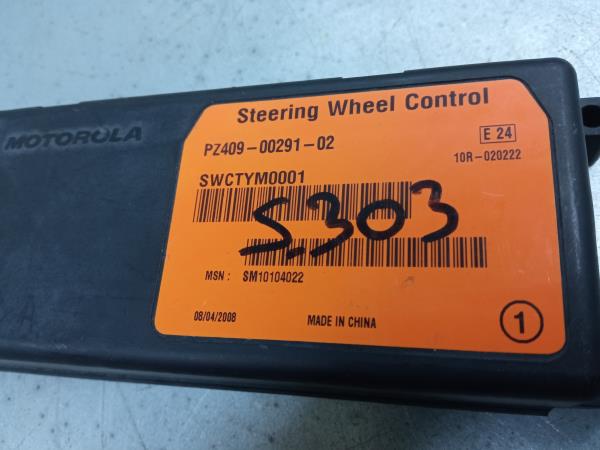 MOTOROLA
Steering Wheel Control
PZ409-00291-02
E 24
10R-020222
SWCTYM0001
S.303
MSN: SM10104022
08/04/2008
MADE IN CHINA
1